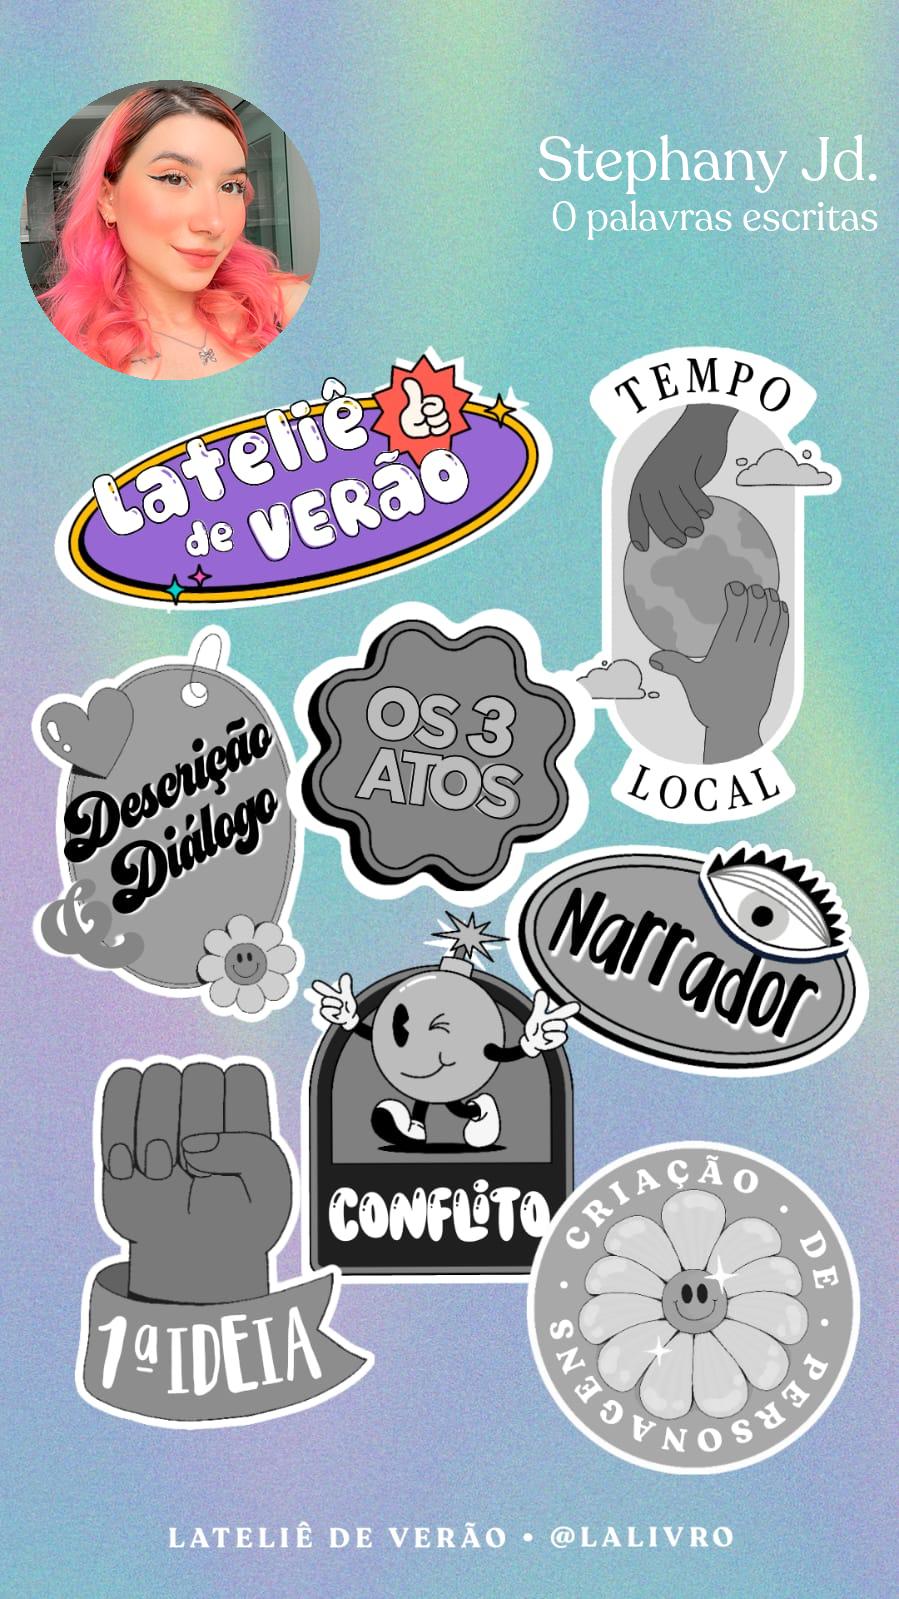 Stephany Jd.
0 palavras escritas
Lateliê
de VERÃO
TEMPO
LOCAL
OS 3
ATOS
Descrição
Diálogo
&
Narrador
CONFLITO
1ª IDEIA
CRIAÇÃO · DE · PERSONAGENS ·
LATELIÊ DE VERÃO • @LALIVRO